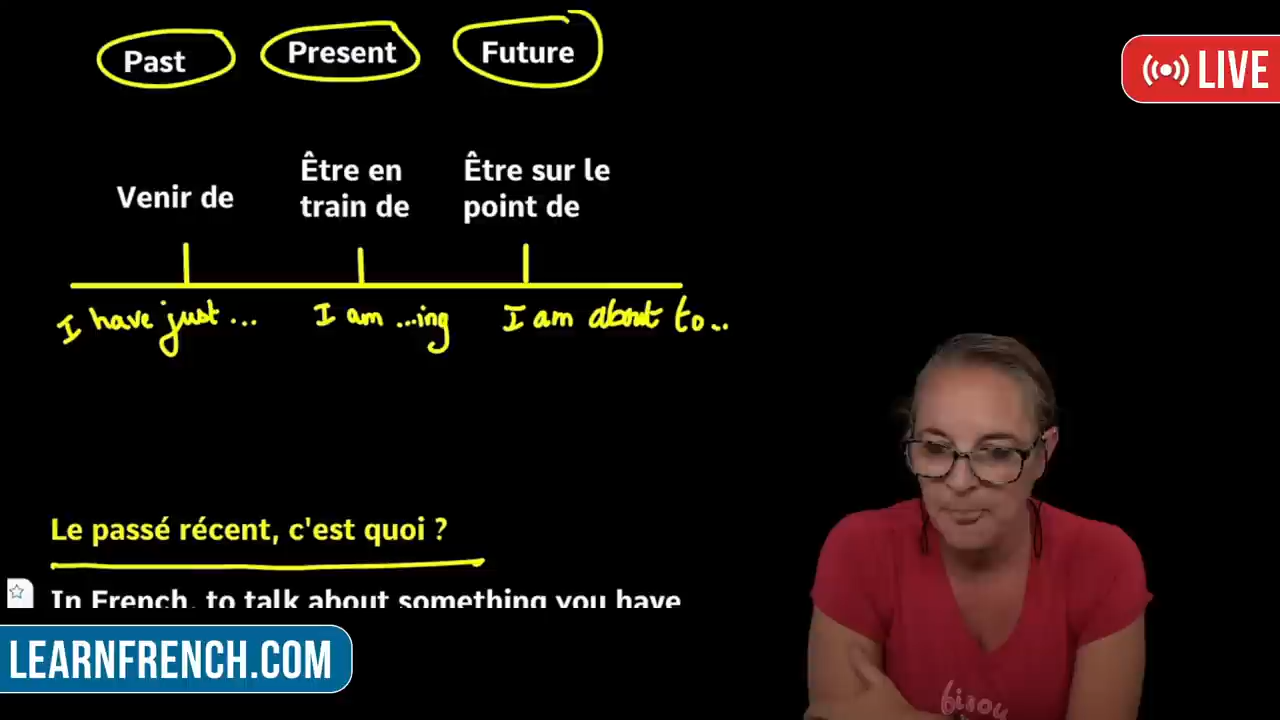 Past Present Future
LIVE
Être en Être sur le
Venir de train de point de
I have just ... I am ...ing I am about to...
Le passé récent, c'est quoi ?
In French, to talk about something you have
LEARNFRENCH.COM
bisou